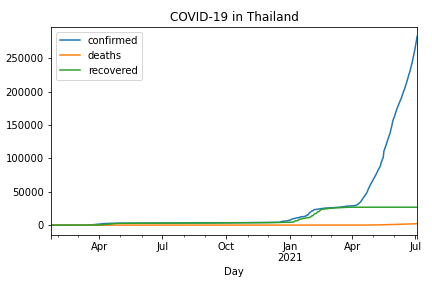 COVID-19 in Thailand
confirmed
deaths
recovered
250000
200000
150000
100000
50000
0
Apr Jul Oct Jan Apr Jul
2021
Day